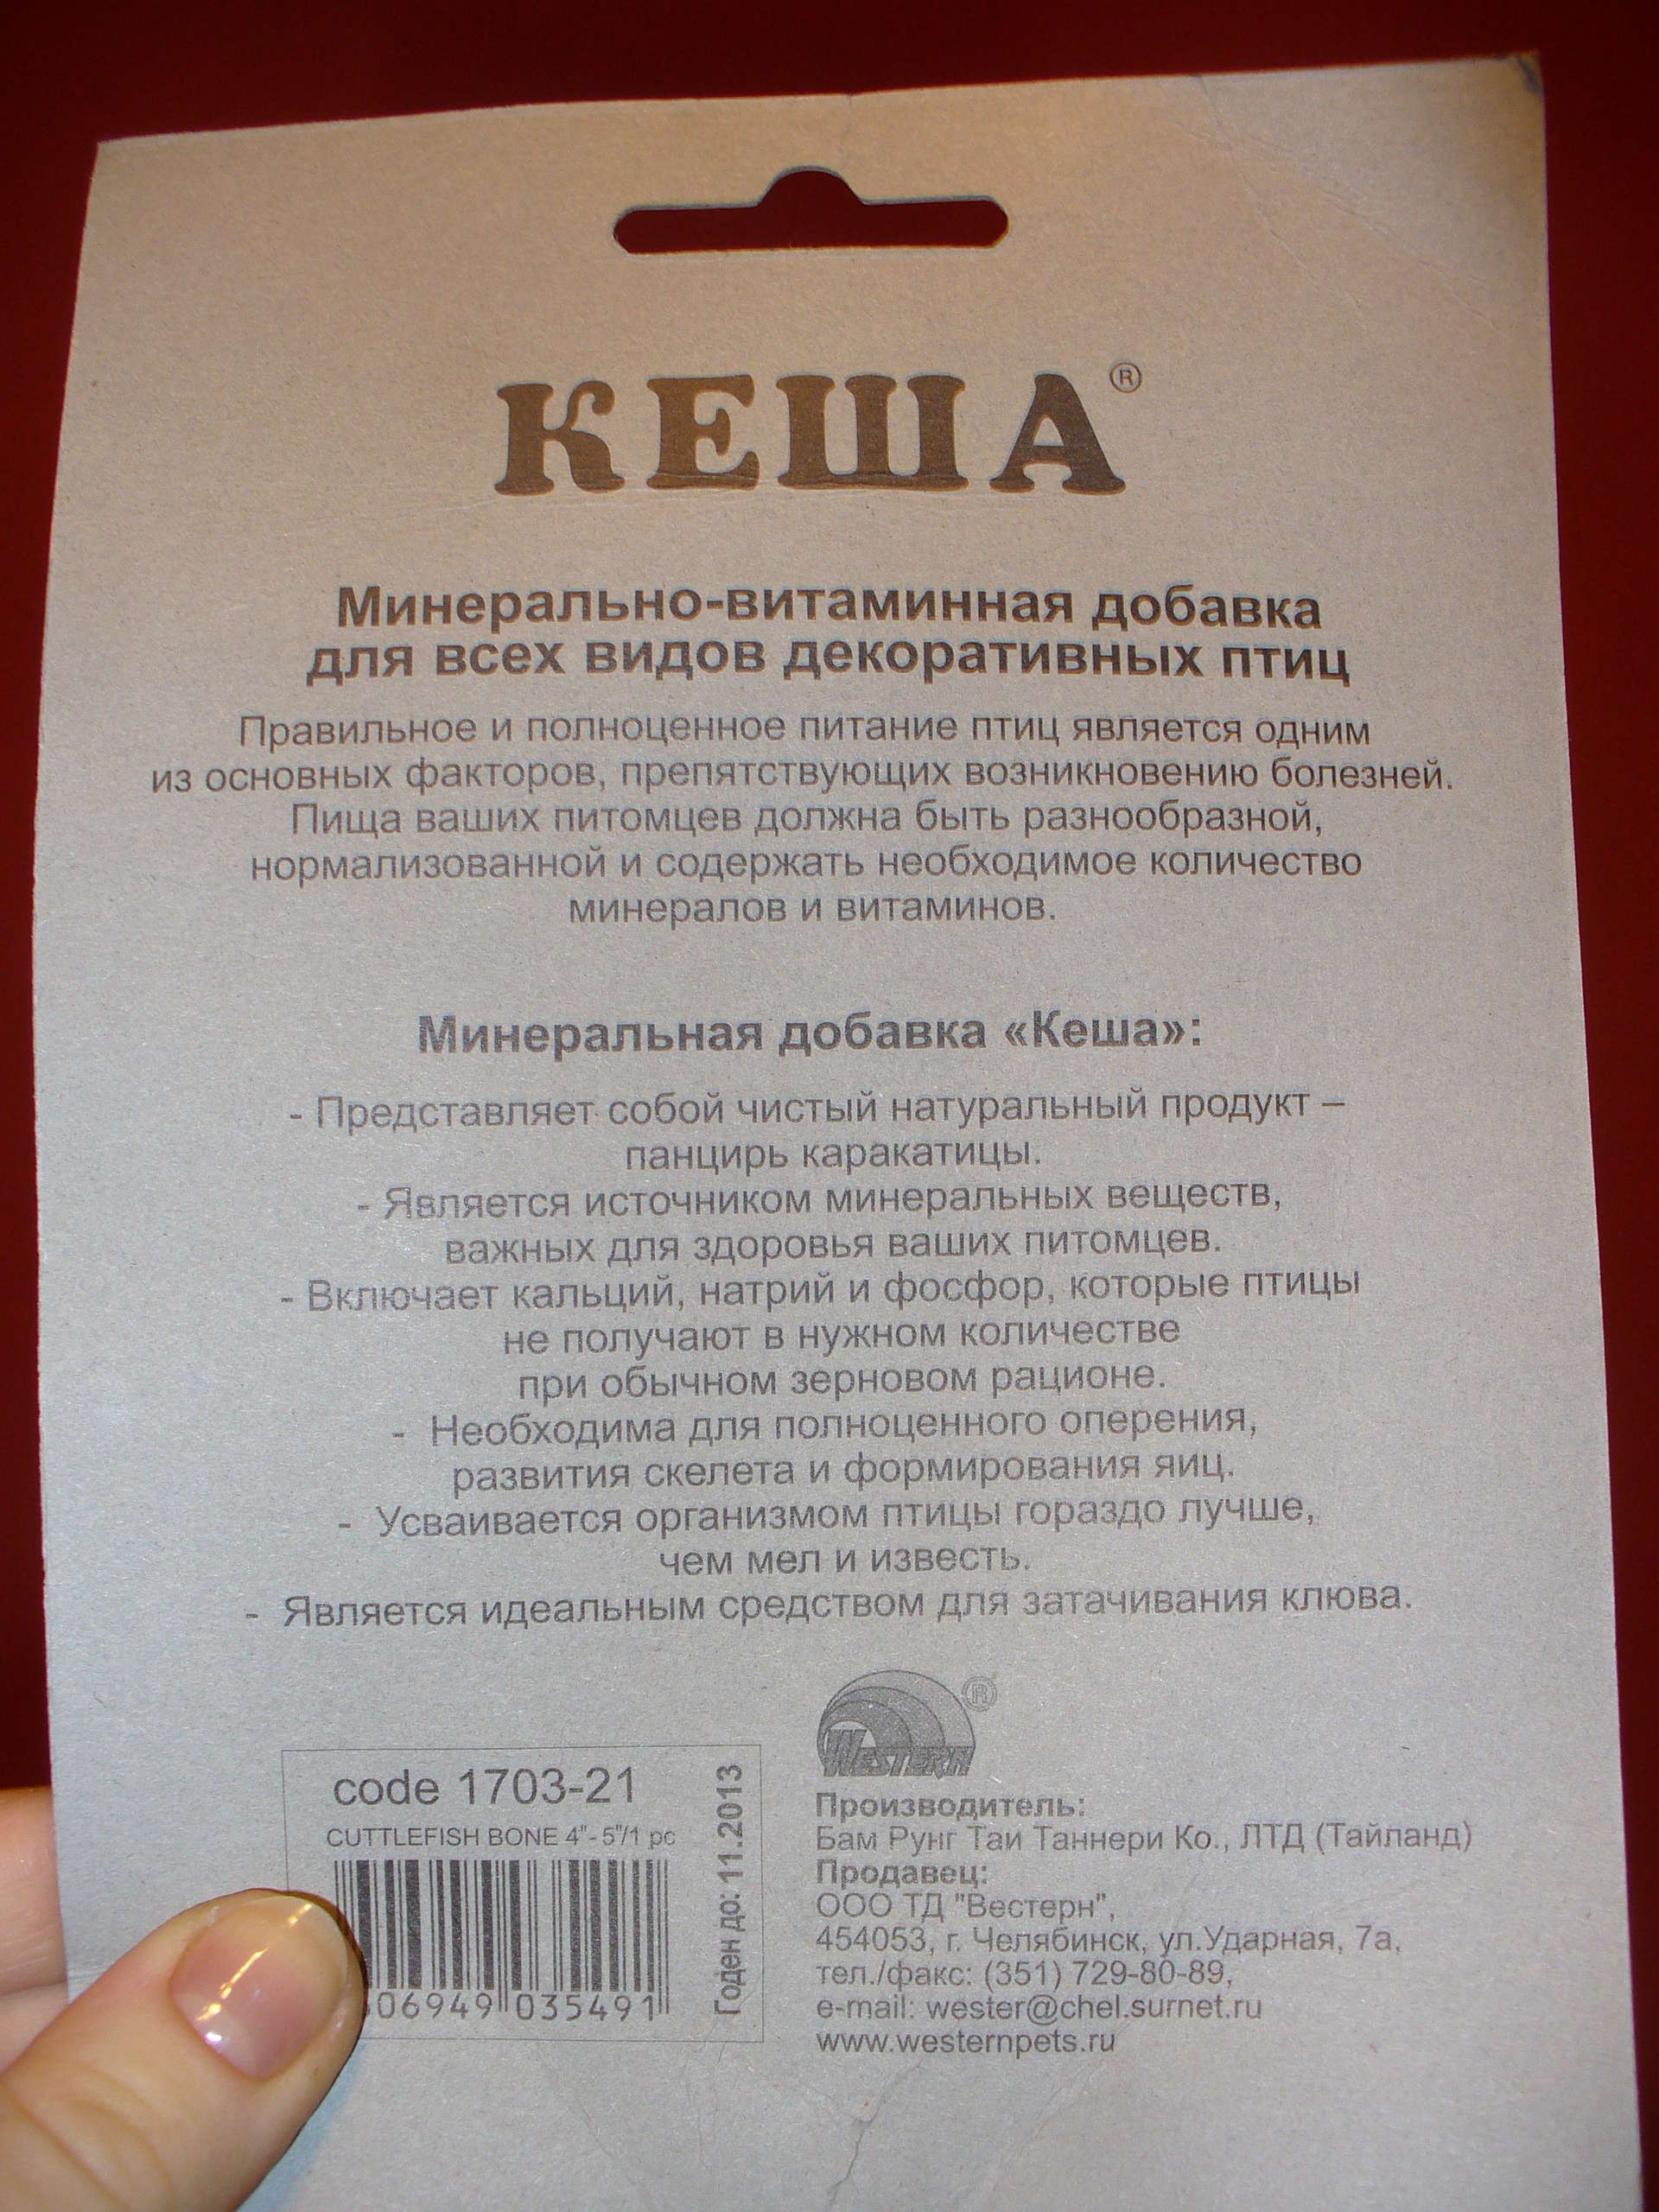 КЕША®
Минерально-витаминная добавка
для всех видов декоративных птиц
Правильное и полноценное питание птиц является одним
из основных факторов, препятствующих возникновению болезней.
Пища ваших питомцев должна быть разнообразной,
нормализованной и содержать необходимое количество
минералов и витаминов.
Минеральная добавка «Кеша»:
- Представляет собой чистый натуральный продукт –
панцирь каракатицы.
- Является источником минеральных веществ,
важных для здоровья ваших питомцев.
- Включает кальций, натрий и фосфор, которые птицы
не получают в нужном количестве
при обычном зерновом рационе.
- Необходима для полноценного оперения,
развития скелета и формирования яиц.
- Усваивается организмом птицы гораздо лучше,
чем мел и известь.
- Является идеальным средством для затачивания клюва.
code 1703-21
CUTTLEFISH BONE 4"-5"/1 pc
06949 035491
Годен до: 11.2013
WESTERN®
Производитель:
Бам Рунг Таи Таннери Ко., ЛТД (Тайланд)
Продавец:
ООО ТД "Вестерн",
454053, г. Челябинск, ул.Ударная, 7а,
тел./факс: (351) 729-80-89,
e-mail: wester@chel.surnet.ru
www.westernpets.ru